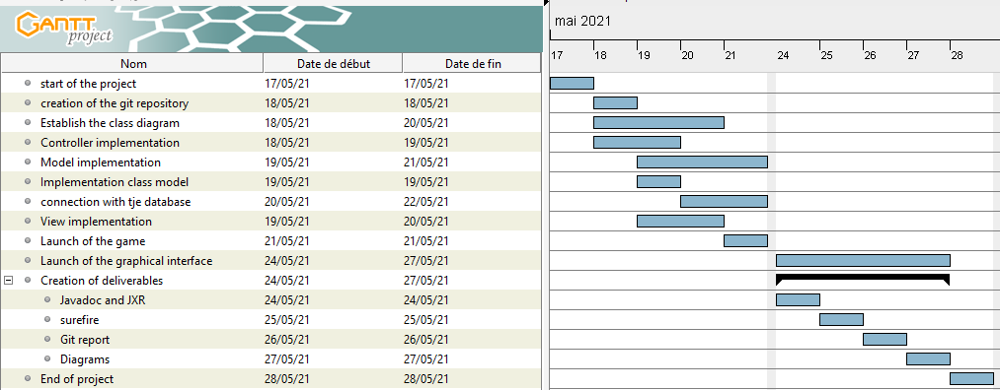 GANTT
project
mai 2021
17 18 19 20 21 24 25 26 27 28
Nom Date de début Date de fin
start of the project 17/05/21 17/05/21
creation of the git repository 18/05/21 18/05/21
Establish the class diagram 18/05/21 20/05/21
Controller implementation 18/05/21 19/05/21
Model implementation 19/05/21 21/05/21
Implementation class model 19/05/21 19/05/21
connection with tje database 20/05/21 22/05/21
View implementation 19/05/21 20/05/21
Launch of the game 21/05/21 21/05/21
Launch of the graphical interface 24/05/21 27/05/21
Creation of deliverables 24/05/21 27/05/21
Javadoc and JXR 24/05/21 24/05/21
surefire 25/05/21 25/05/21
Git report 26/05/21 26/05/21
Diagrams 27/05/21 27/05/21
End of project 28/05/21 28/05/21